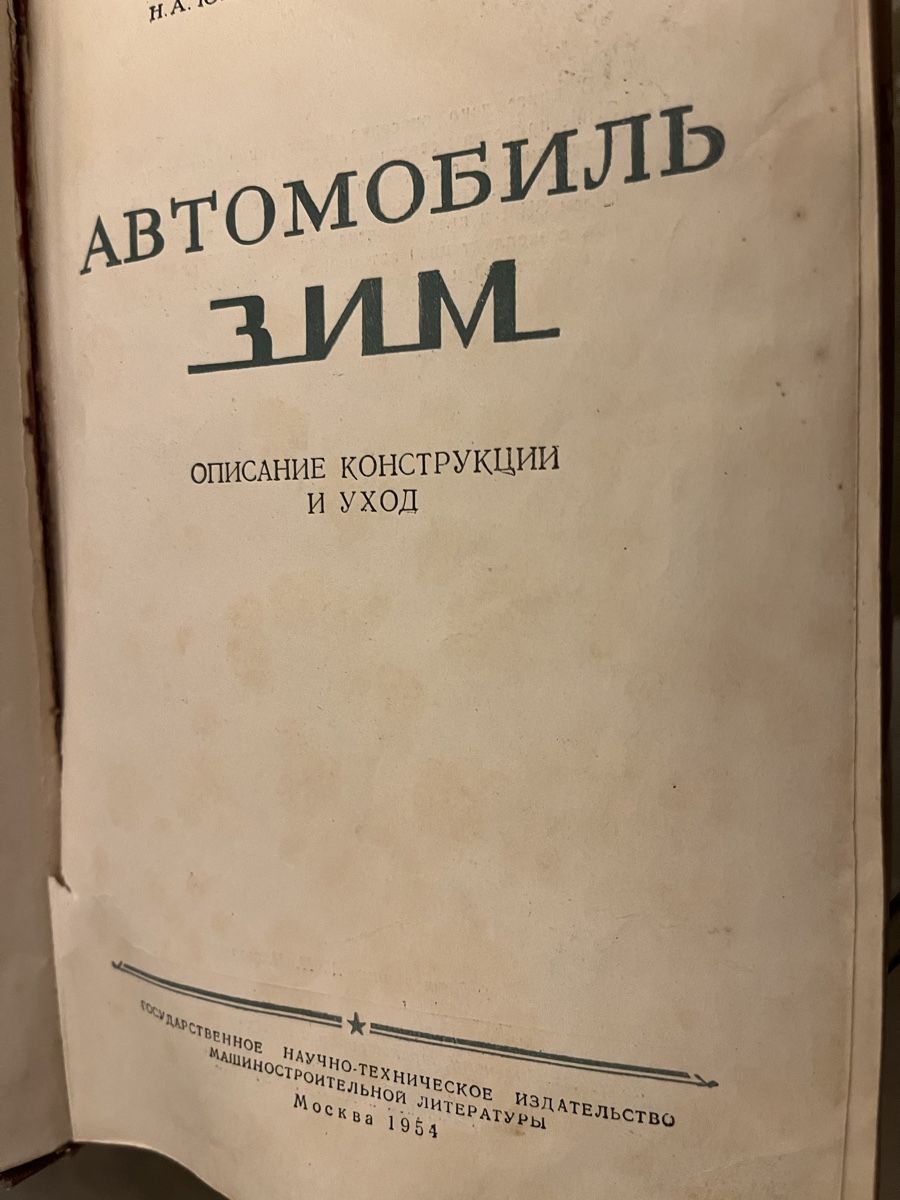 Н. А.
АВТОМОБИЛЬ
ЗИМ
ОПИСАНИЕ КОНСТРУКЦИИ
И УХОД
ГОСУДАРСТВЕННОЕ НАУЧНО-ТЕХНИЧЕСКОЕ ИЗДАТЕЛЬСТВО
МАШИНОСТРОИТЕЛЬНОЙ ЛИТЕРАТУРЫ
Москва 1954